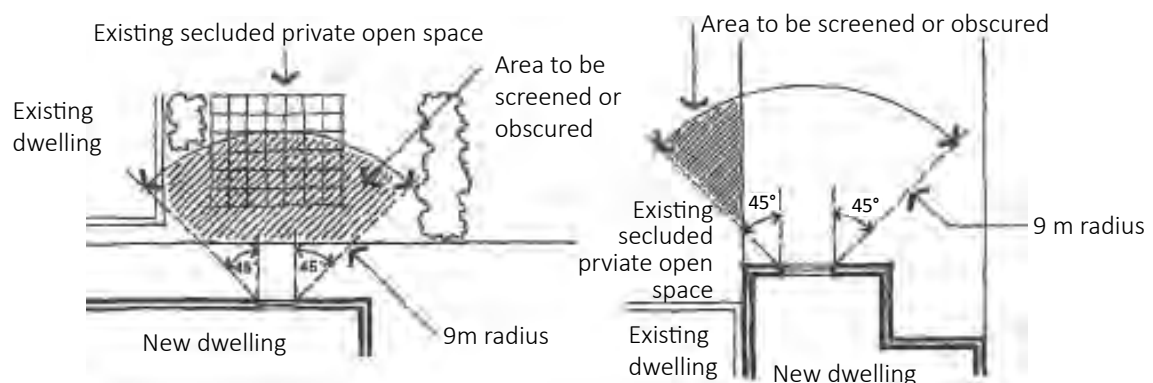 Existing secluded private open space
Area to be
screened or
obscured
Existing
dwelling
45°
45°
9m radius
New dwelling
Area to be screened or obscured
45°
45°
9 m radius
Existing
secluded
prviate open
space
Existing
dwelling
New dwelling